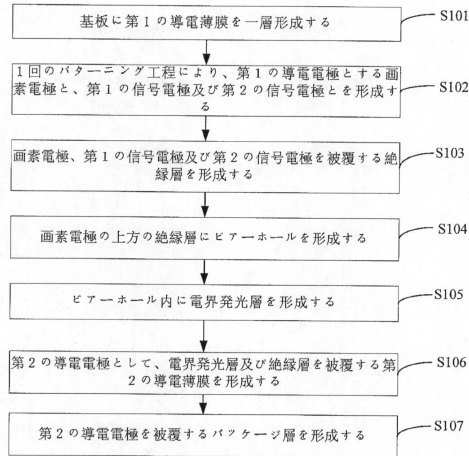 基板に第1の導電薄膜を一層形成する
S101
1回のパターニング工程により、第1の導電電極とする画
素電極と、第1の信号電極及び第2の信号電極とを形成す
る
S102
画素電極、第1の信号電極及び第2の信号電極を被覆する絶
縁層を形成する
S103
画素電極の上方の絶縁層にビアーホールを形成する
S104
ビアーホール内に電界発光層を形成する
S105
第2の導電電極として、電界発光層及び絶縁層を被覆する第
2の導電薄膜を形成する
S106
第2の導電電極を被覆するパッケージ層を形成する
S107